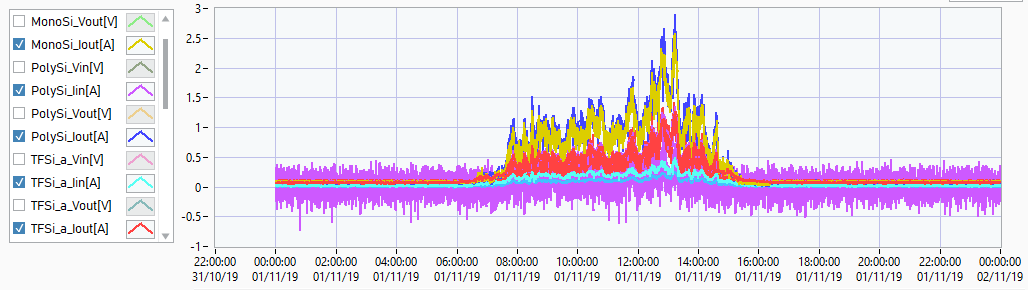 MonoSi_Vout[V]
MonoSi_Iout[A]
PolySi_Vin[V]
PolySi_Iin[A]
PolySi_Vout[V]
PolySi_Iout[A]
TFSi_a_Vin[V]
TFSi_a_Iin[A]
TFSi_a_Vout[V]
TFSi_a_Iout[A]
3
2.5
2
1.5
1
0.5
0
-0.5
-1
22:00:00 00:00:00 02:00:00 04:00:00 06:00:00 08:00:00 10:00:00 12:00:00 14:00:00 16:00:00 18:00:00 20:00:00 22:00:00 00:00:00
31/10/19 01/11/19 01/11/19 01/11/19 01/11/19 01/11/19 01/11/19 01/11/19 01/11/19 01/11/19 01/11/19 01/11/19 01/11/19 02/11/19